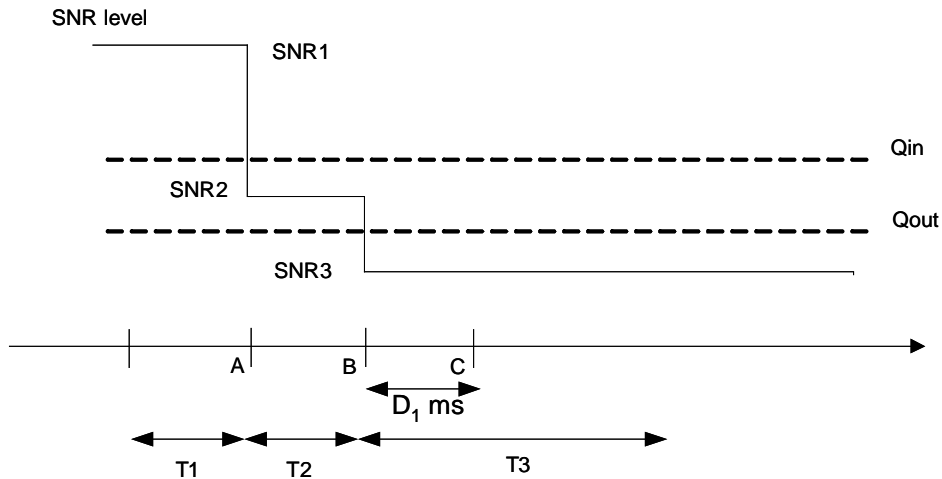 SNR level
SNR1
Qin
SNR2
Qout
SNR3
A
B
C
D₁ ms
T1
T2
T3